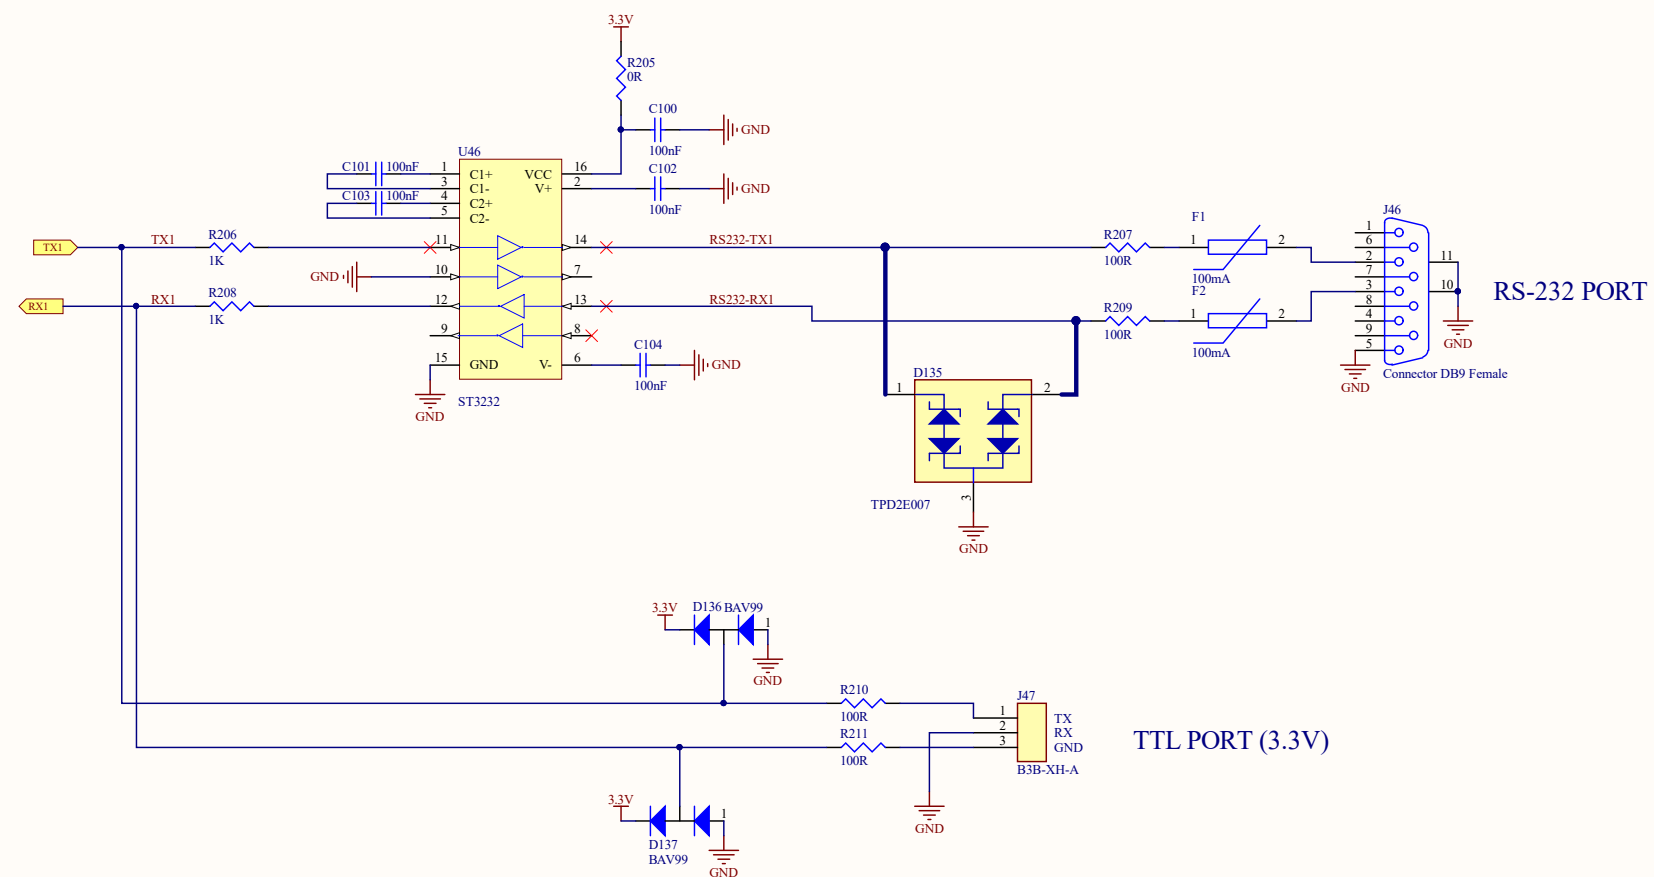 3.3V
R205
0R
C100
GND
100nF
U46
C101 100nF 1 C1+ VCC 16
C102
3 C1- V+ 2
GND
C103 100nF 4 C2+
100nF
5 C2-
J46
F1
1
TX1 TX1 R206 11 14 RS232-TX1 R207 1 2 6
1K
100R
2 11
GND 10 7
100mA
7
F2
3 10
RS-232 PORT
RX1 RX1 R208 12 13 RS232-RX1 R209 1 2 8
1K
100R
4
9 8
9
GND
C104
100mA
5
15 GND V- 6
GND
100nF
D135
Connector DB9 Female
GND
1 2
ST3232
GND
3
TPD2E007
GND
3.3V D136 BAV99
1
GND
R210
J47
100R
1 TX
2 RX
R211
3 GND
100R
TTL PORT (3.3V)
B3B-XH-A
3.3V
1
GND
D137
BAV99
GND